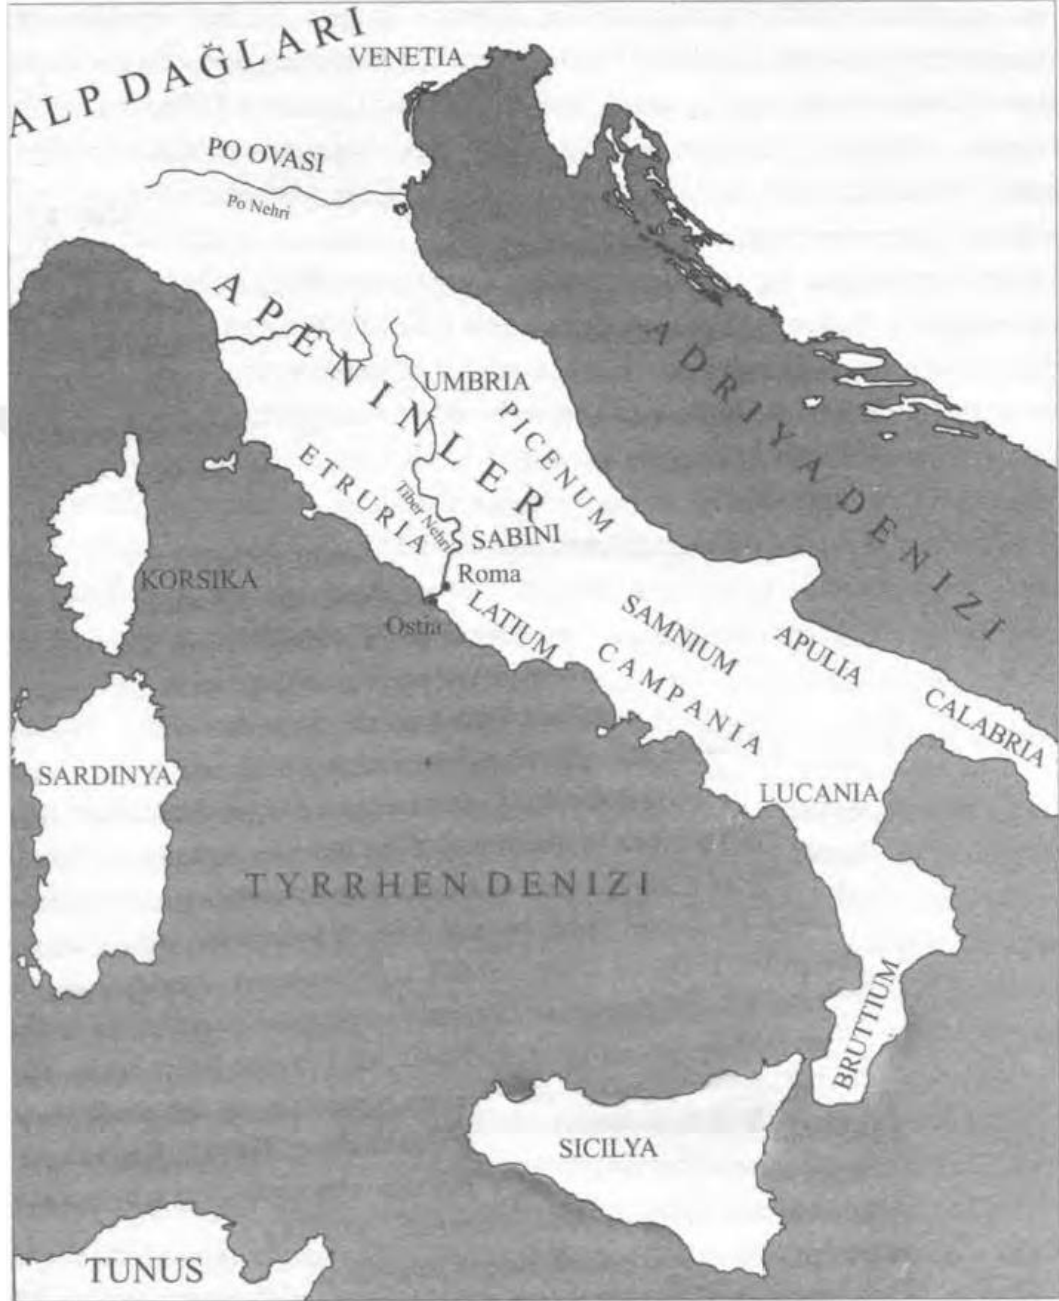 ALP DAĞLARI
VENETIA
PO OVASI
Po Nehri
APENINLER
ADRIYA DENIZI
UMBRIA
PICENUM
ETRURIA
Tiber Nehri
SABINI
Roma
KORSIKA
Ostia
LATIUM
SAMNIUM
APULIA
CAMPANIA
CALABRIA
SARDINYA
LUCANIA
TYRRHEN DENIZI
BRUTTIUM
SICILYA
TUNUS